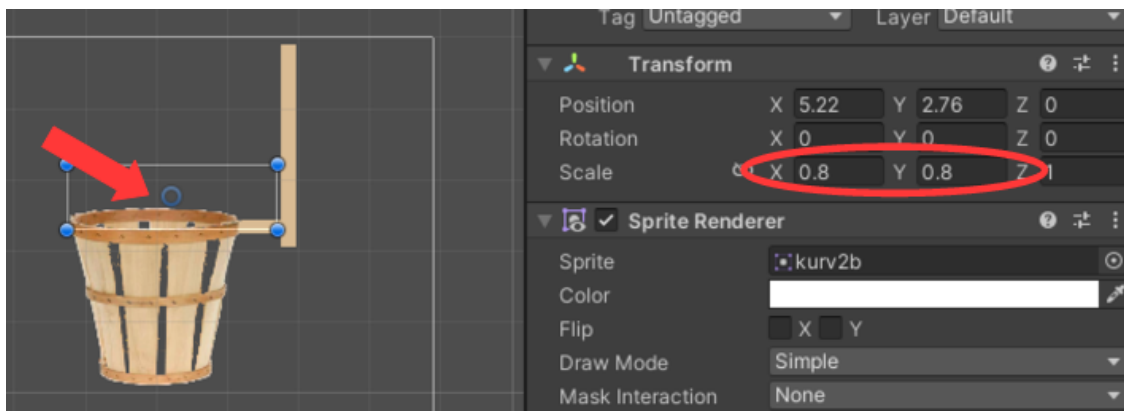 Tag Untagged Layer Default
Transform
Position X 5.22 Y 2.76 Z 0
Rotation X 0 Y 0 Z 0
Scale X 0.8 Y 0.8 Z 1
Sprite Renderer
Sprite kurv2b
Color
Flip X Y
Draw Mode Simple
Mask Interaction None